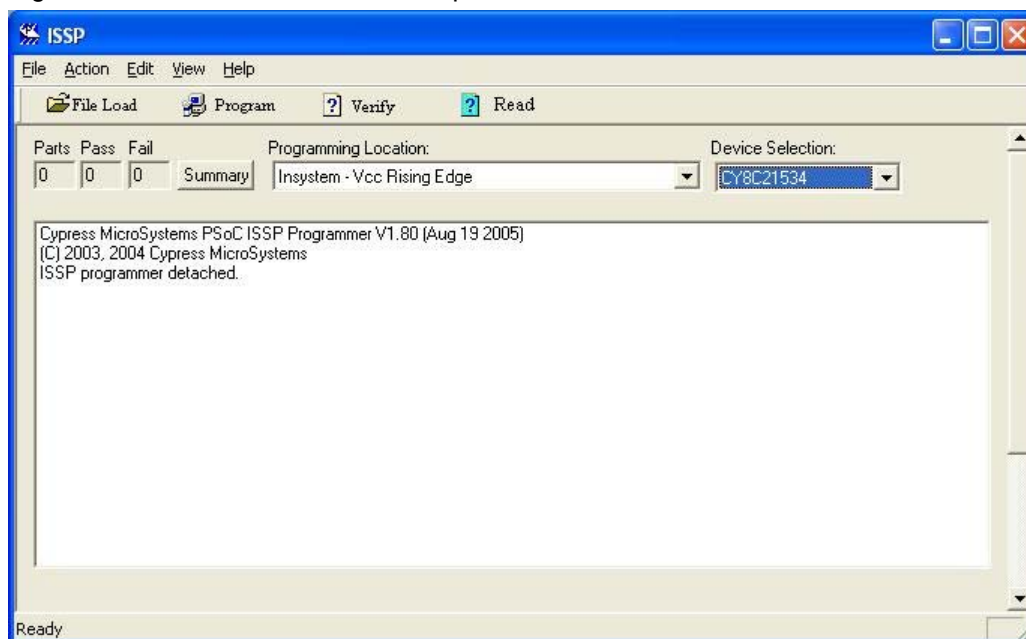 ISSP
File Action Edit View Help
File Load Program Verify Read
Parts Pass Fail Programming Location: Device Selection:
0 0 0 Summary Insystem - Vcc Rising Edge CY8C21534
Cypress MicroSystems PSoC ISSP Programmer V1.80 (Aug 19 2005)
(C) 2003, 2004 Cypress MicroSystems
ISSP programmer detached.
Ready